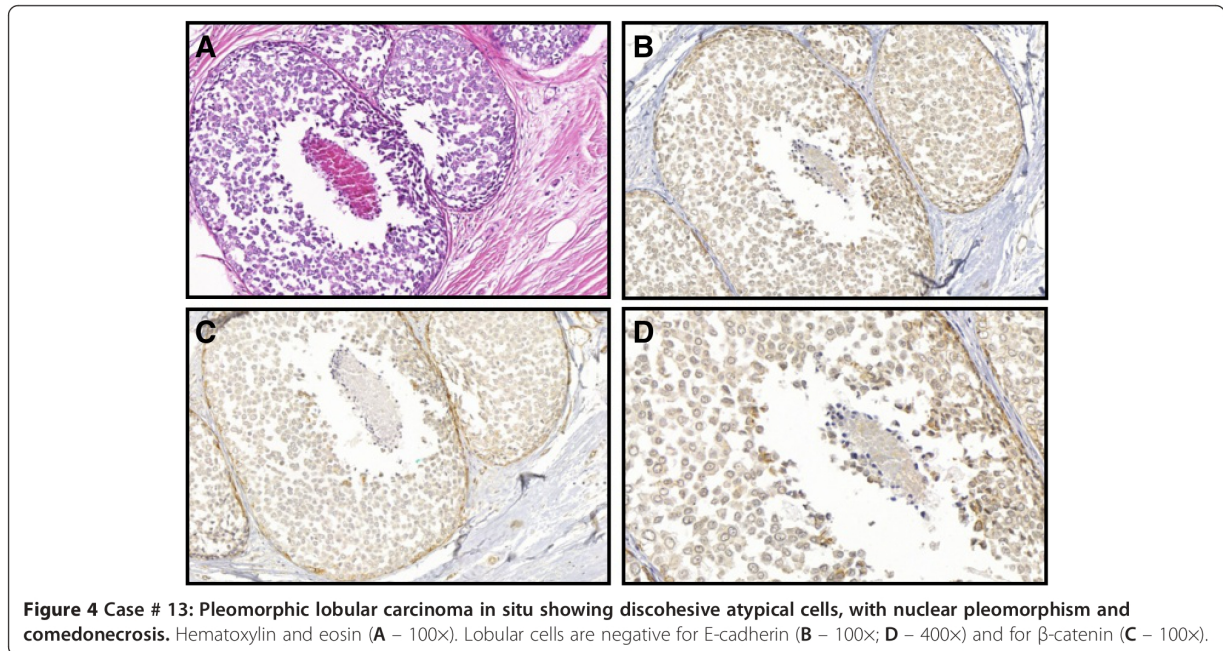 A
B
C
D
Figure 4 Case # 13: Pleomorphic lobular carcinoma in situ showing discohesive atypical cells, with nuclear pleomorphism and
comedonecrosis. Hematoxylin and eosin (A – 100×). Lobular cells are negative for E-cadherin (B – 100×; D – 400×) and for β-catenin (C – 100×).